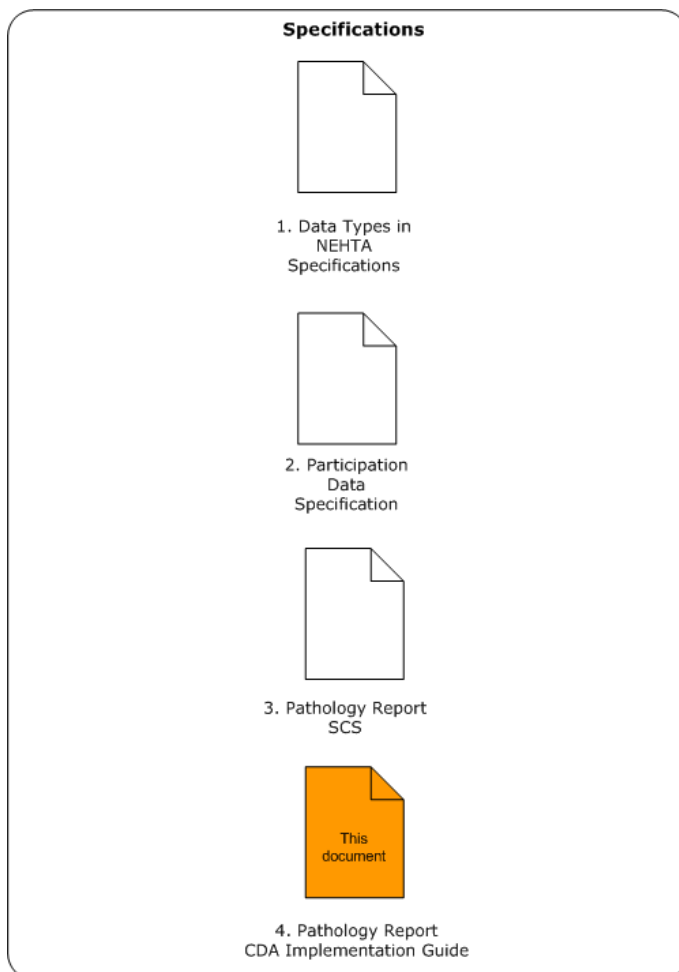 Specifications
1. Data Types in
NEHTA
Specifications
2. Participation
Data
Specification
3. Pathology Report
SCS
This
document
4. Pathology Report
CDA Implementation Guide